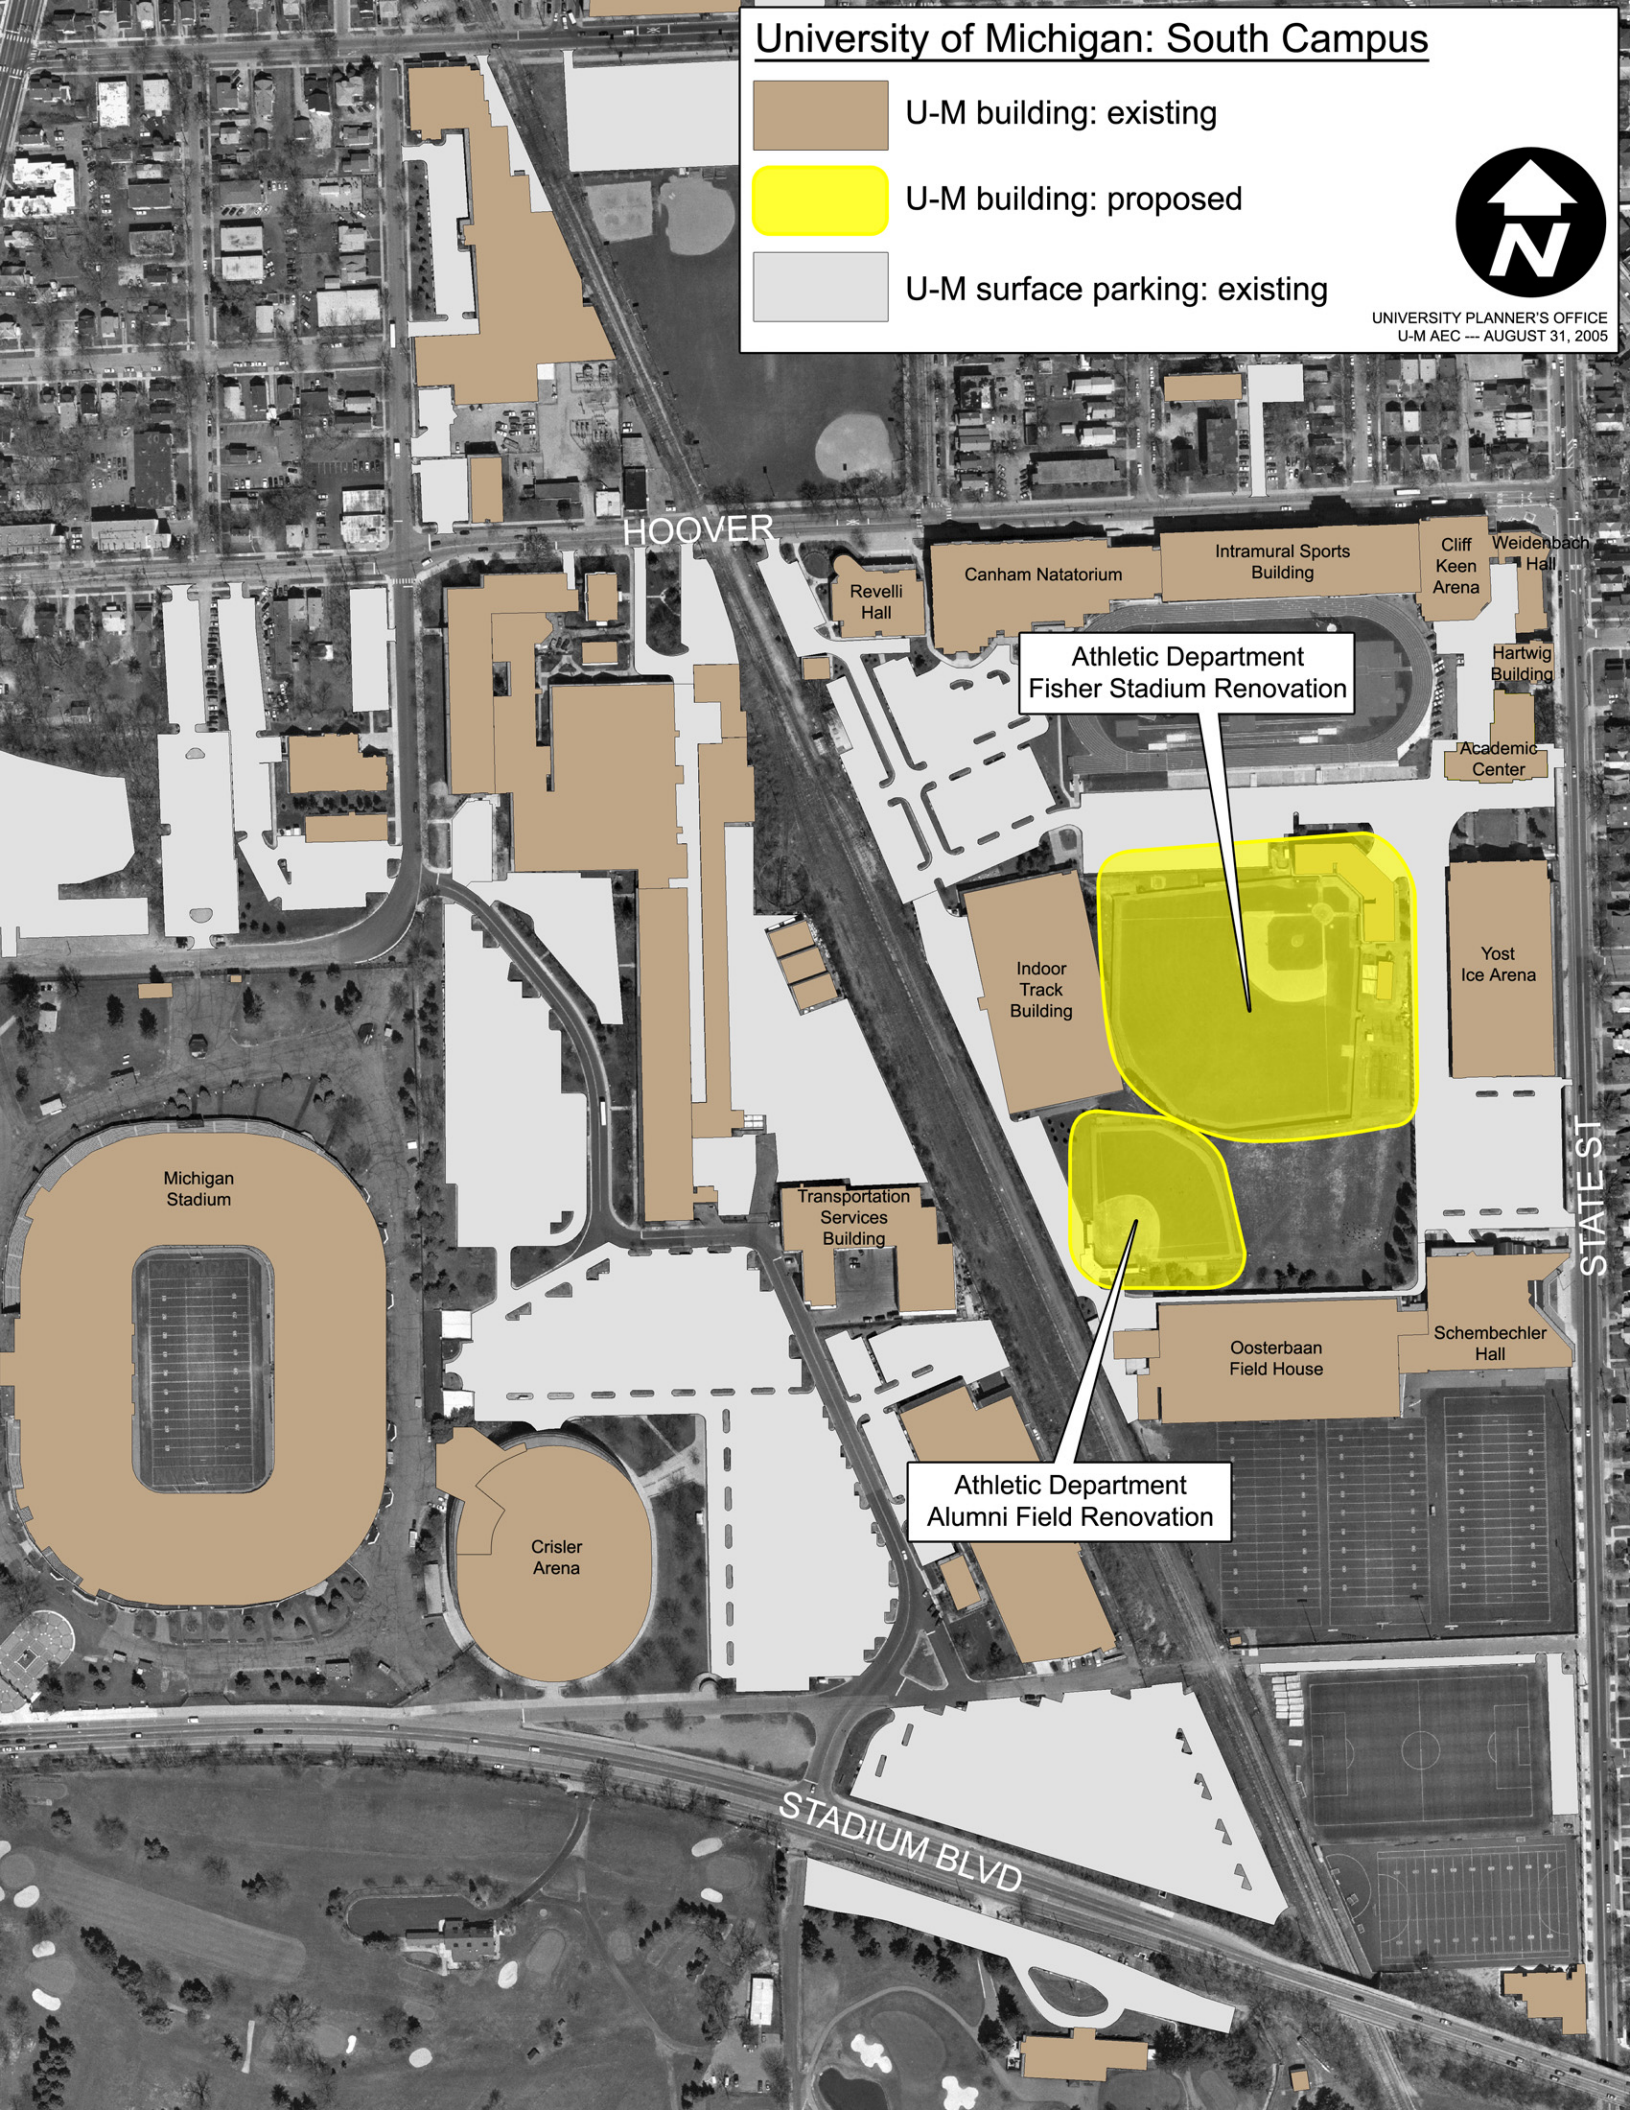 University of Michigan: South Campus
U-M building: existing
U-M building: proposed
U-M surface parking: existing
N
UNIVERSITY PLANNER'S OFFICE
U-M AEC --- AUGUST 31, 2005
HOOVER
Revelli
Hall
Canham Natatorium
Intramural Sports
Building
Cliff
Keen
Arena
Weidenbach
Hall
Hartwig
Building
Academic
Center
Athletic Department
Fisher Stadium Renovation
Indoor
Track
Building
Yost
Ice Arena
STATE ST
Michigan
Stadium
Transportation
Services
Building
Oosterbaan
Field House
Schembechler
Hall
Athletic Department
Alumni Field Renovation
Crisler
Arena
STADIUM BLVD